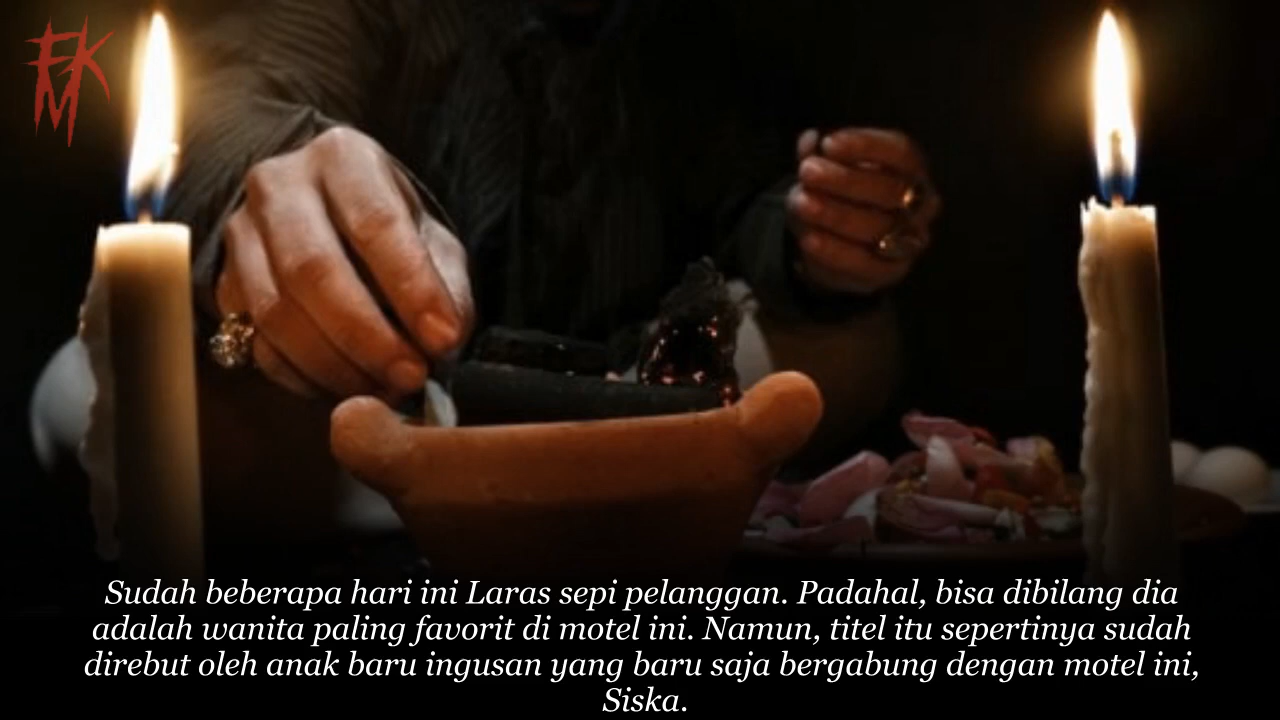 FK
M
Sudah beberapa hari ini Laras sepi pelanggan. Padahal, bisa dibilang dia
adalah wanita paling favorit di motel ini. Namun, titel itu sepertinya sudah
direbut oleh anak baru ingusan yang baru saja bergabung dengan motel ini,
Siska.